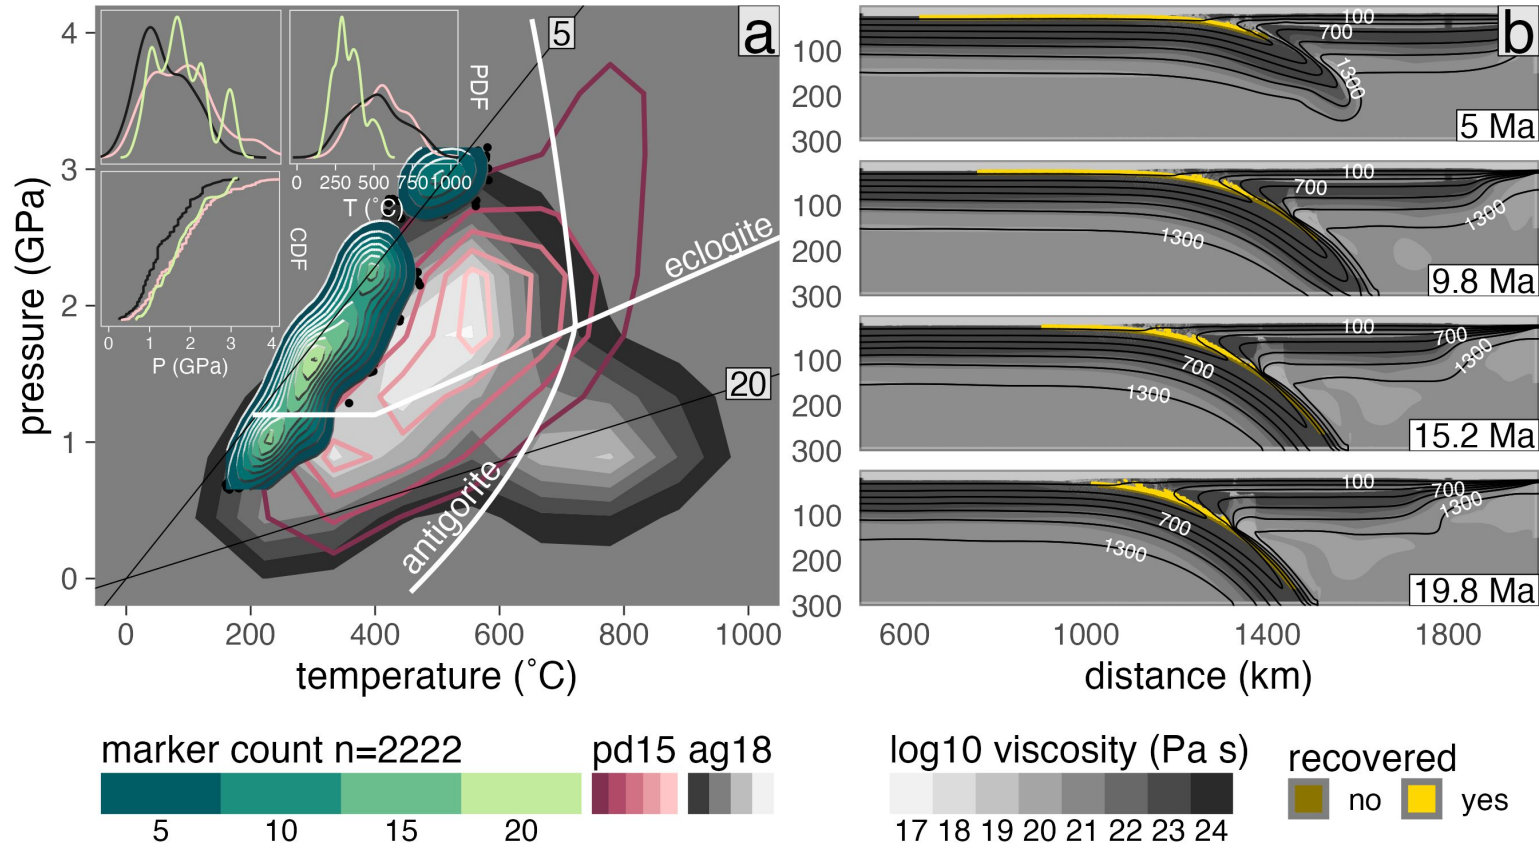 a
4
3
2
1
0
pressure (GPa)
0 200 400 600 800 1000
temperature (˚C)
PDF
0 250 500 750 1000
T (˚C)
CDF
0 1 2 3 4
P (GPa)
5
20
eclogite
antigorite
b
100
200
300
100
700
1300
5 Ma
100
200
300
100
700
1300
1300
9.8 Ma
100
200
300
100
700
700
1300
1300
15.2 Ma
100
200
300
100
700
700
1300
1300
19.8 Ma
600 1000 1400 1800
distance (km)
marker count n=2222
5 10 15 20
pd15 ag18
log10 viscosity (Pa s)
17 18 19 20 21 22 23 24
recovered
no yes